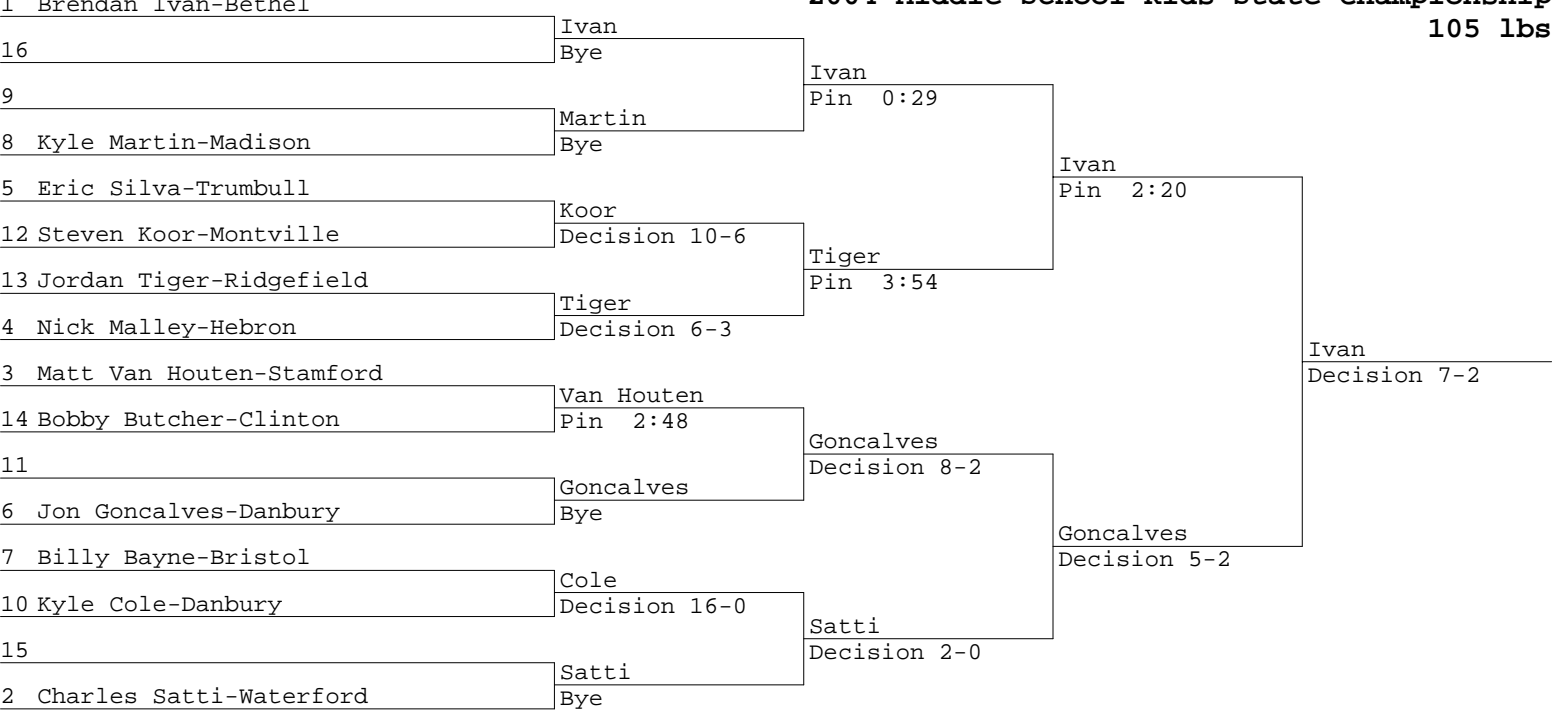 1 Brendan Ivan-Bethel
2004 Middle School Kids State Championship
105 lbs
Ivan
16
Bye
Ivan
9
Pin 0:29
Martin
8 Kyle Martin-Madison
Bye
Ivan
5 Eric Silva-Trumbull
Pin 2:20
Koor
12 Steven Koor-Montville
Decision 10-6
Tiger
13 Jordan Tiger-Ridgefield
Pin 3:54
Tiger
4 Nick Malley-Hebron
Decision 6-3
Ivan
3 Matt Van Houten-Stamford
Decision 7-2
Van Houten
14 Bobby Butcher-Clinton
Pin 2:48
Goncalves
11
Decision 8-2
Goncalves
6 Jon Goncalves-Danbury
Bye
Goncalves
7 Billy Bayne-Bristol
Decision 5-2
Cole
10 Kyle Cole-Danbury
Decision 16-0
Satti
15
Decision 2-0
Satti
2 Charles Satti-Waterford
Bye